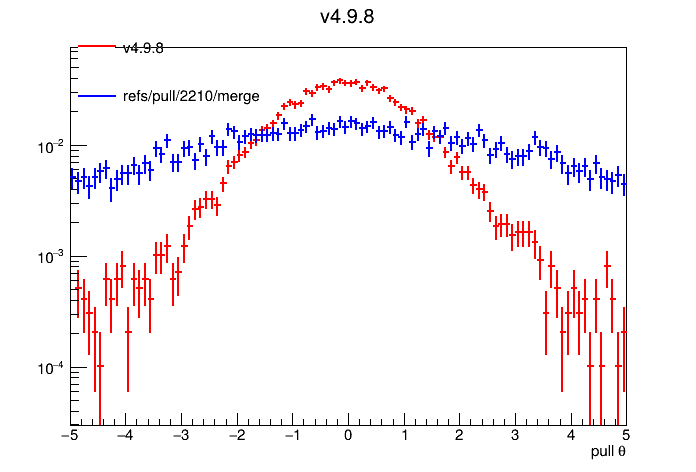 v4.9.8
v4.9.8
refs/pull/2210/merge
10⁻²
10⁻³
10⁻⁴
−5 −4 −3 −2 −1 0 1 2 3 4 5
pull θ